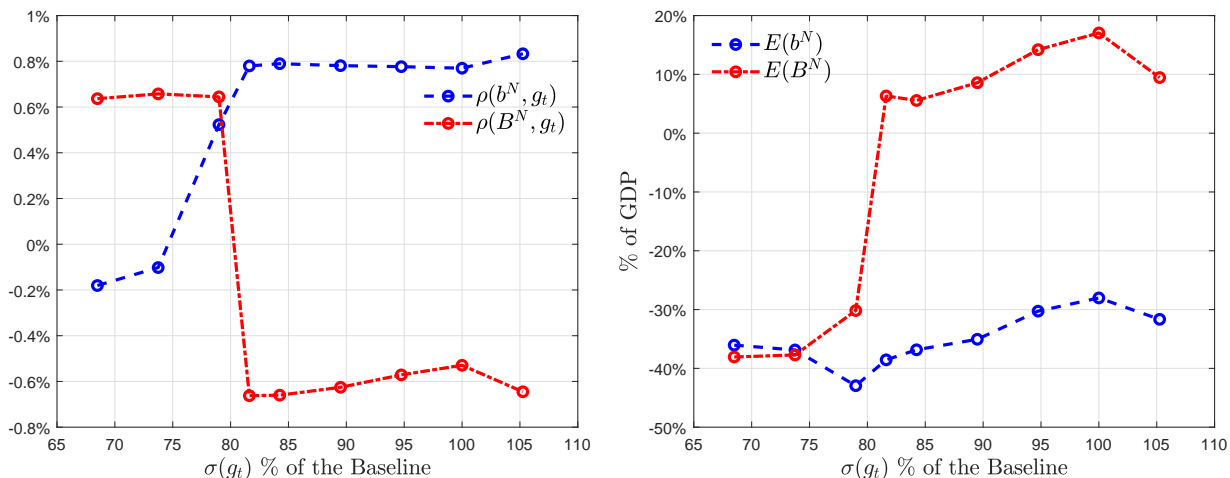 1%
0.8%
0.6%
0.4%
0.2%
0%
-0.2%
-0.4%
-0.6%
-0.8%
65 70 75 80 85 90 95 100 105 110
σ(g_t) % of the Baseline
ρ(b^N, g_t)
ρ(B^N, g_t)
20%
10%
0%
-10%
-20%
-30%
-40%
-50%
% of GDP
65 70 75 80 85 90 95 100 105 110
σ(g_t) % of the Baseline
E(b^N)
E(B^N)